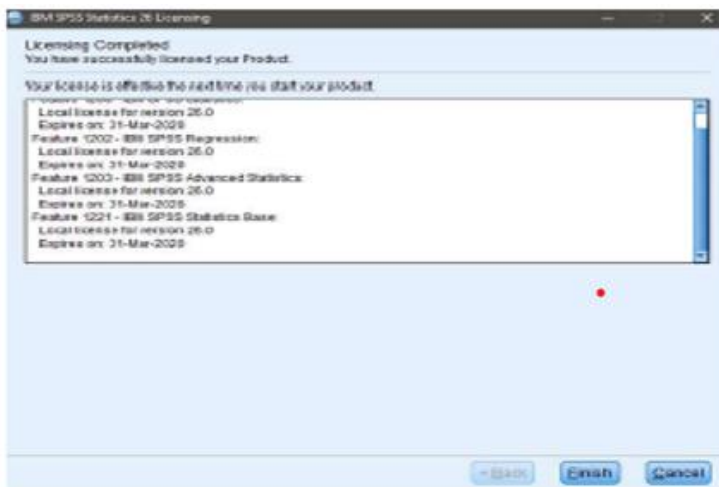 IBM SPSS Statistics 26 Licensing
Licensing Completed
You have successfully licensed your Product.
Your license is effective the next time you start your product
Local license for version 26.0
Expires on: 31-Mar-
Feature 1202 - IBM SPSS Regression:
Local license for version 26.0
Expires on: 31-Mar-
Feature 1203 - IBM SPSS Advanced Statistics:
Local license for version 26.0
Expires on: 31-Mar-
Feature 1221 - IBM SPSS Statistics Base:
Local license for version 26.0
Expires on: 31-Mar-
< Back
Finish
Cancel